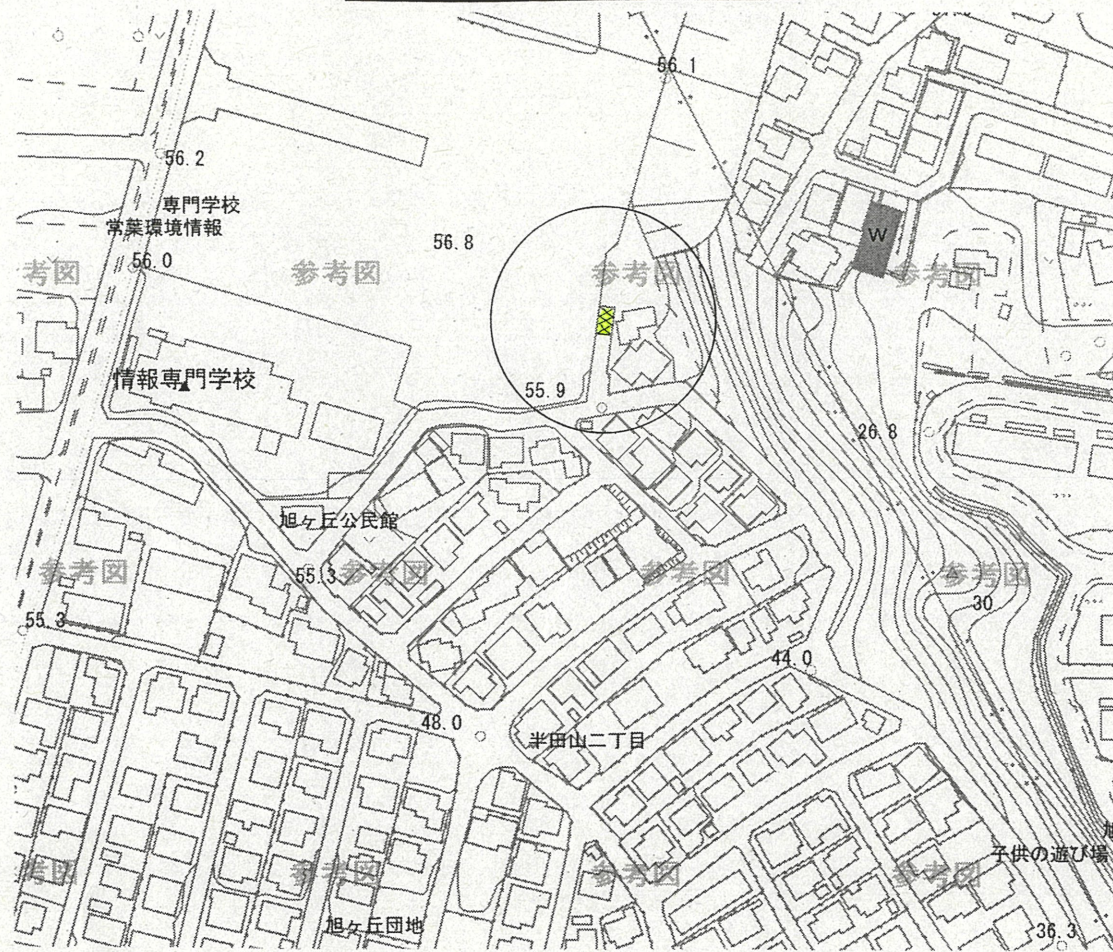 56.1
56.2
専門学校
常葉環境情報
56.8
W
56.0
考図
参考図
参考図
参考図
情報専門学校
55.9
26.8
旭ヶ丘公民館
参考図
参考図
参考図
参考図
55.3
30
55.3
44.0
48.0
半田山二丁目
子供の遊び場
考図
参考図
参考図
参考図
旭ヶ丘団地
36.3